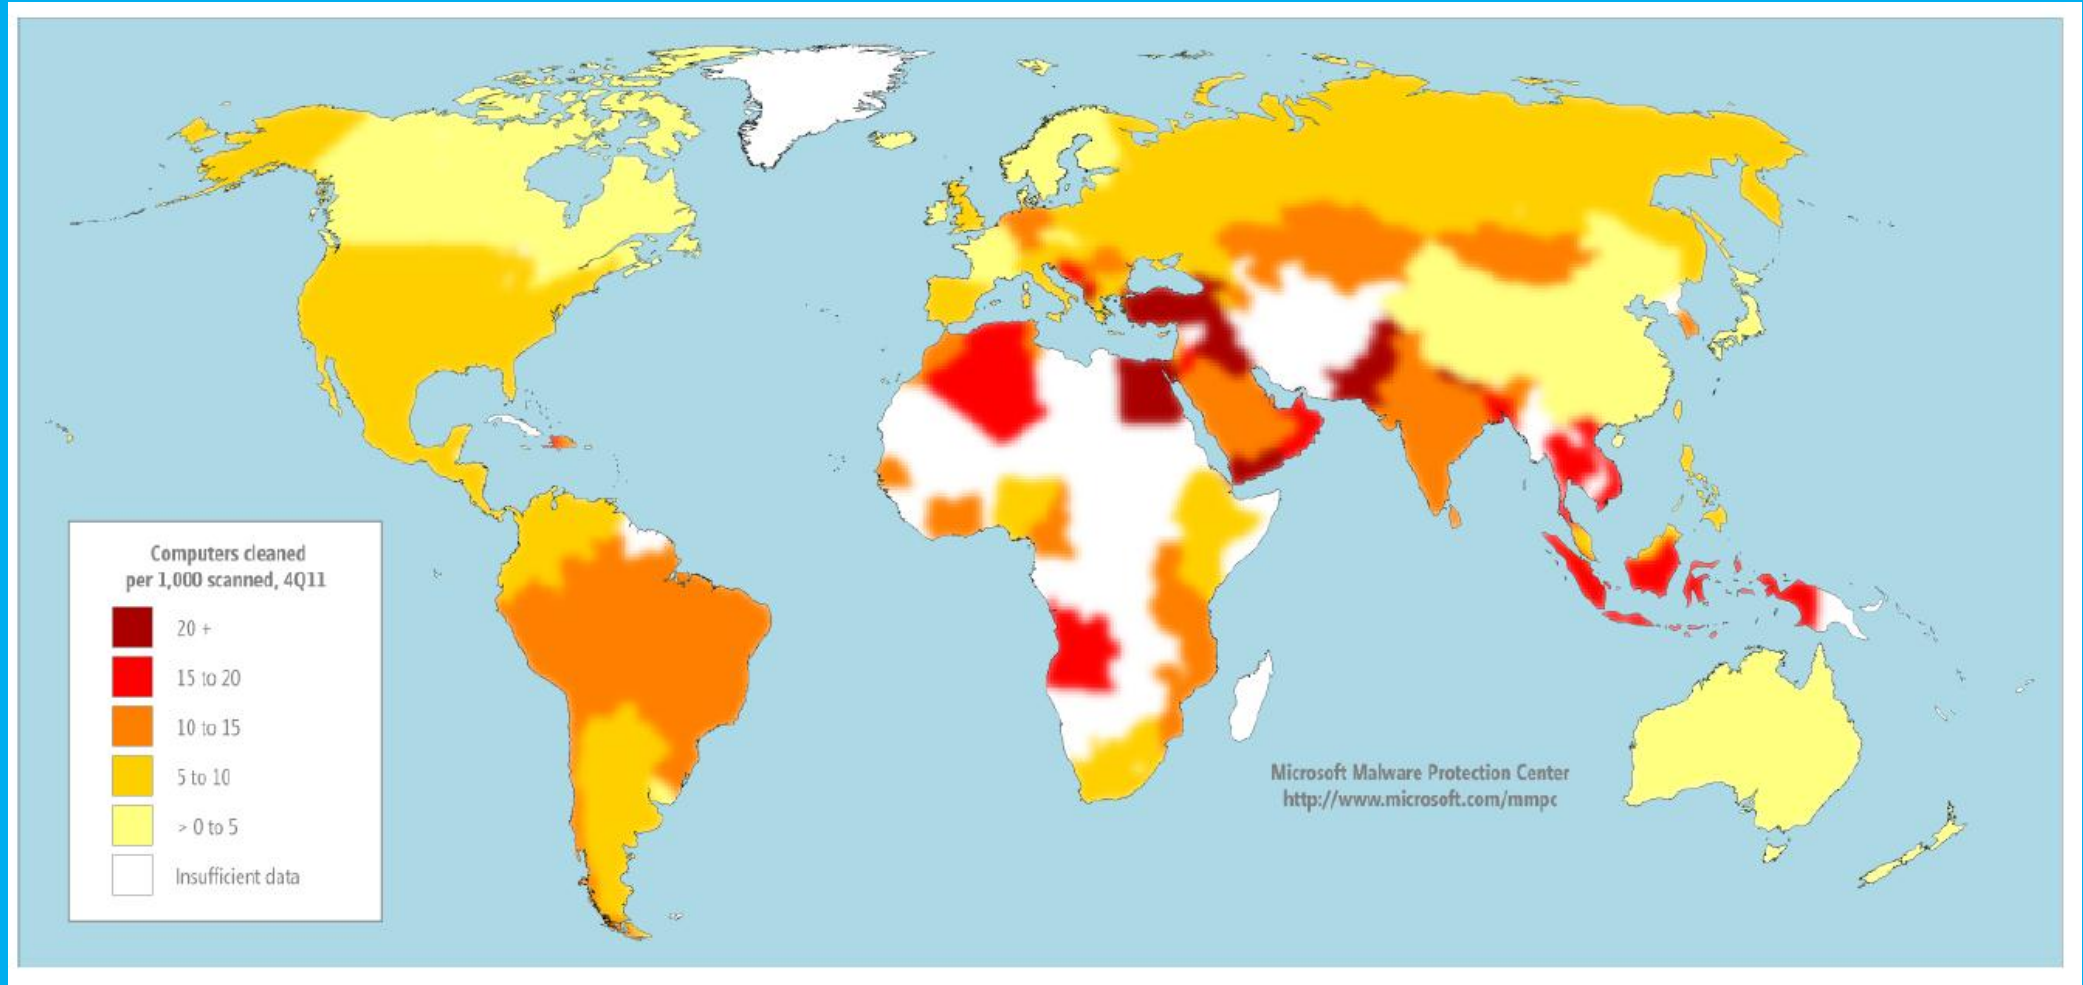 Computers cleaned
per 1,000 scanned, 4Q11
20 +
15 to 20
10 to 15
5 to 10
> 0 to 5
Insufficient data
Microsoft Malware Protection Center
http://www.microsoft.com/mmpc